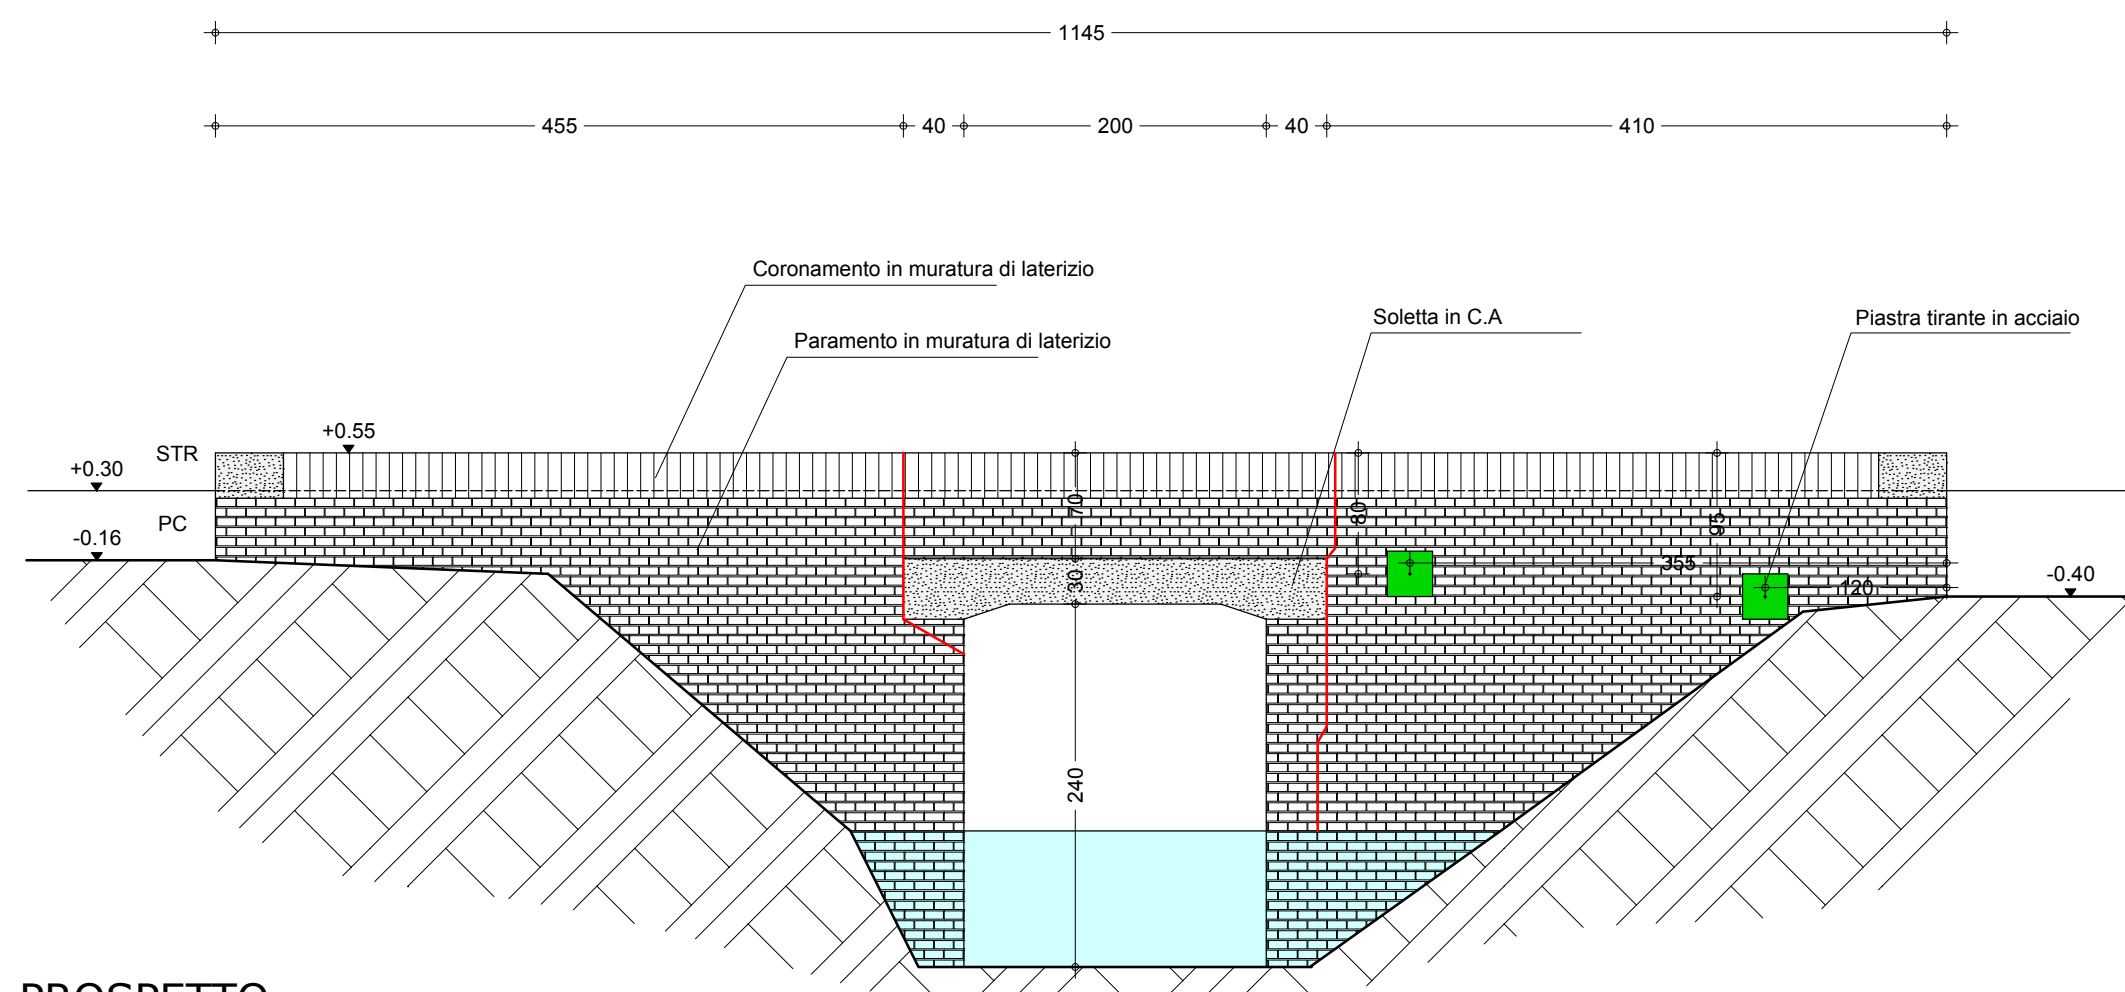 1145
455
40
200
40
410
Coronamento in muratura di laterizio
Soletta in C.A
Piastra tirante in acciaio
Paramento in muratura di laterizio
+0.55
STR
+0.30
70
80
95
PC
-0.16
30
355
120
-0.40
240
PROSPETTO